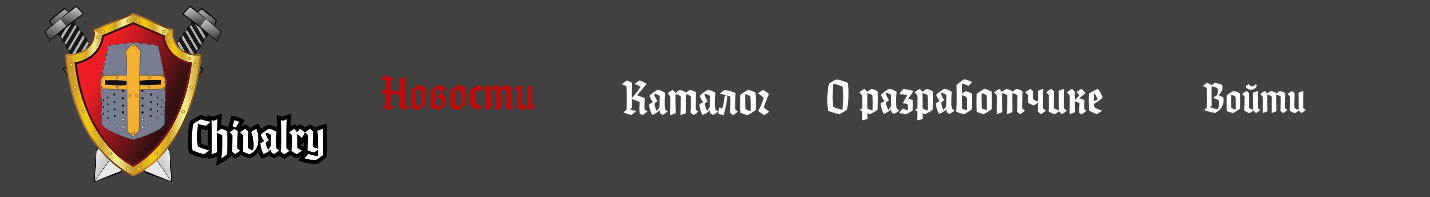 Chivalry
Новости
Каталог
О разработчике
Войти